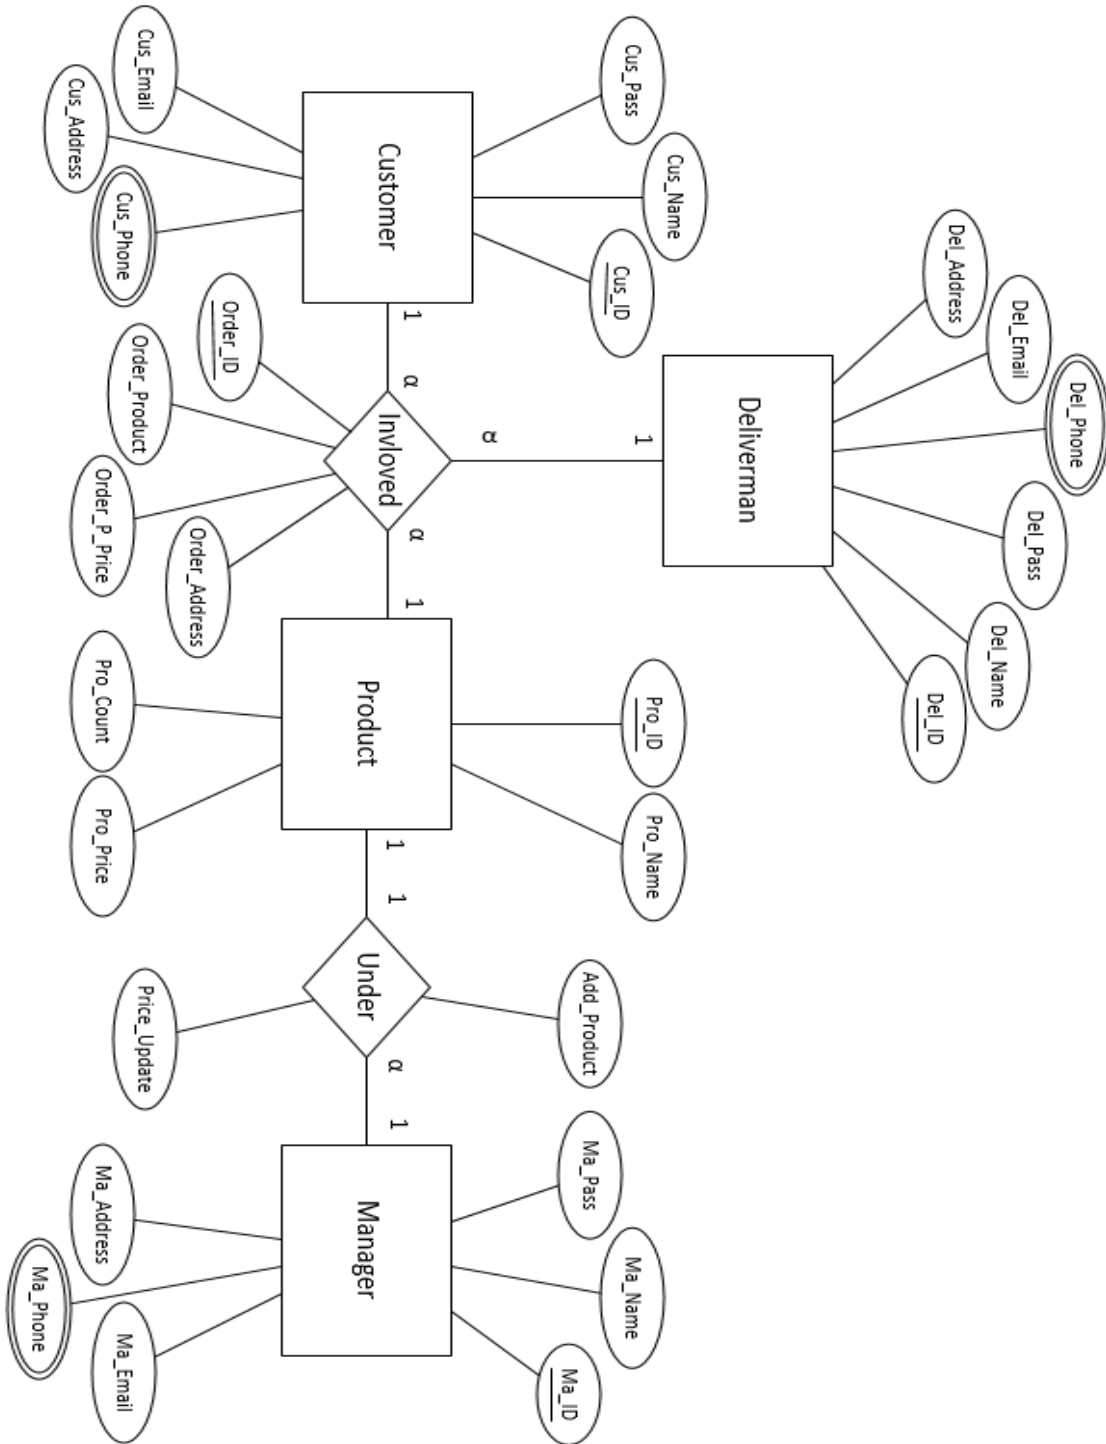 Del_Address
Del_Email
Del_Phone
Del_Pass
Del_Name
Del_ID
Deliverman
1
α
Cus_Pass
Cus_Name
Cus_ID
Pro_ID
Pro_Name
Add_Product
Ma_Pass
Ma_Name
Ma_ID
Customer
1
α
Invloved
α
1
Product
1
1
Under
α
1
Manager
Cus_Email
Cus_Address
Cus_Phone
Order_ID
Order_Product
Order_P_Price
Order_Address
Pro_Count
Pro_Price
Price_Update
Ma_Address
Ma_Phone
Ma_Email